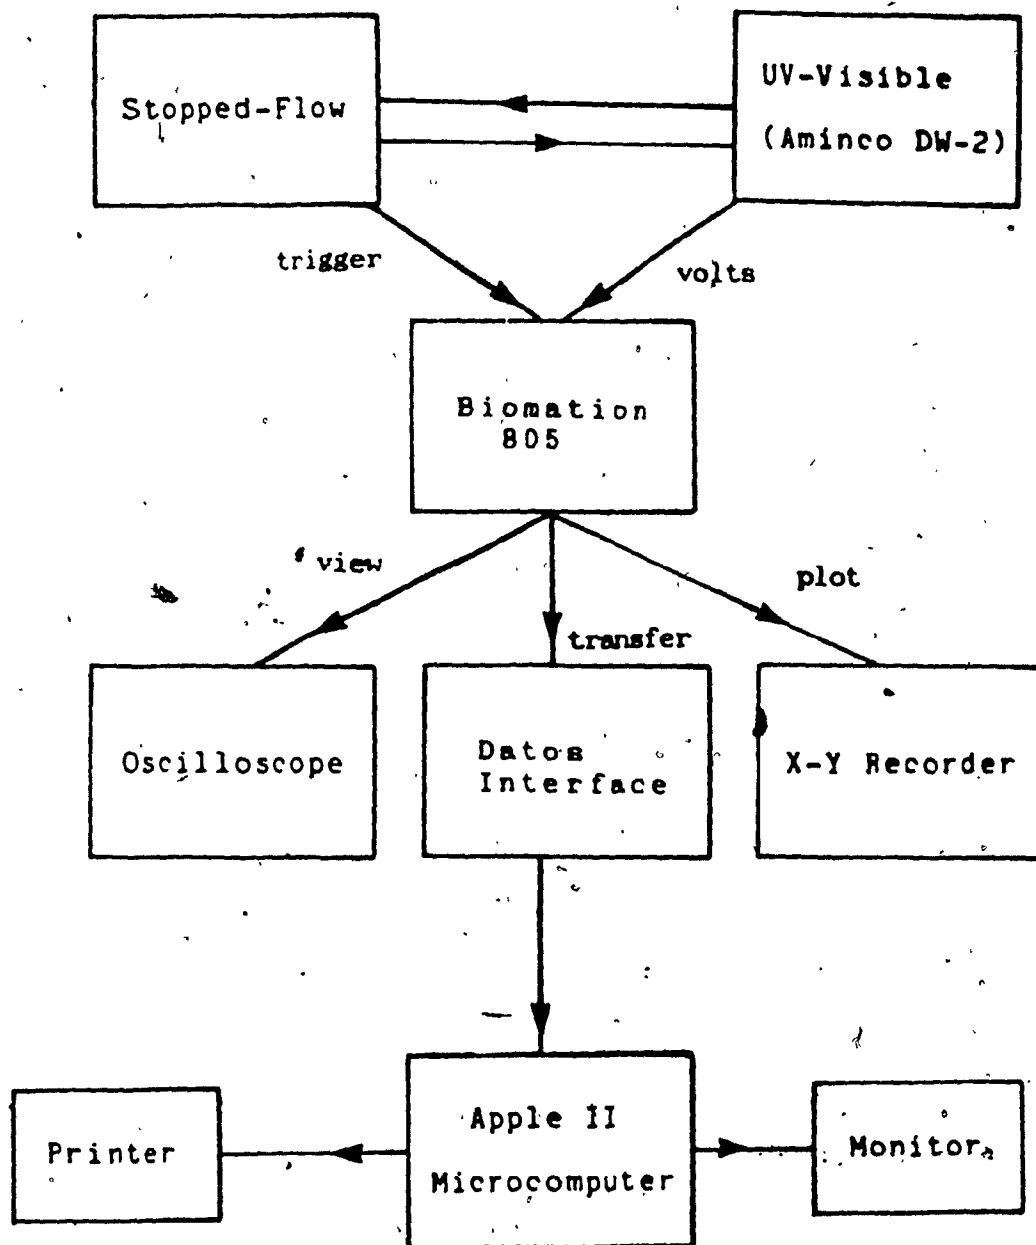 Stopped-Flow
UV-Visible
(Aminco DW-2)
trigger
volts
Biomation
805
view
plot
transfer
Oscilloscope
Datos
Interface
X-Y Recorder
Printer
Apple II
Microcomputer
Monitor